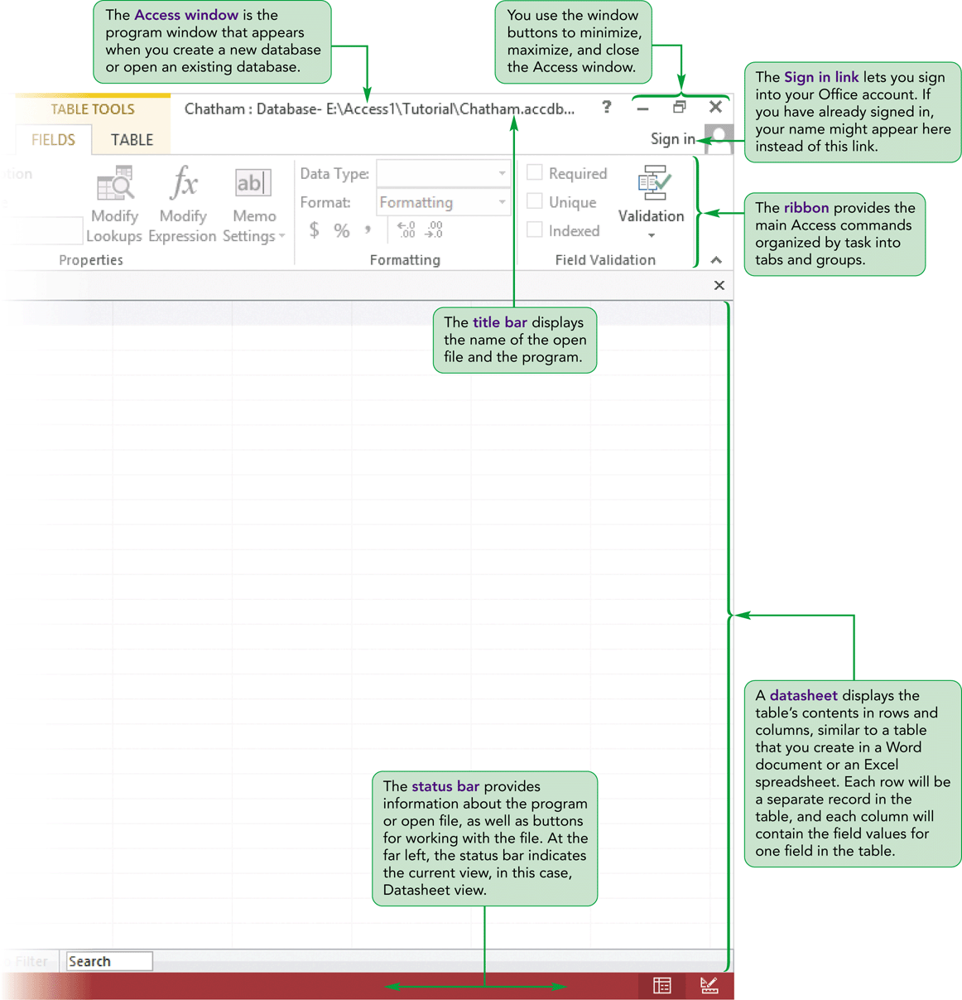 The Access window is the
program window that appears
when you create a new database
or open an existing database.
You use the window
buttons to minimize,
maximize, and close
the Access window.
The Sign in link lets you sign
into your Office account. If
you have already signed in,
your name might appear here
instead of this link.
TABLE TOOLS
Chatham : Database- E:\Access1\Tutorial\Chatham.accdb...
?
FIELDS
TABLE
Sign in
Modify
Lookups
fx
Modify
Expression
ab|
Memo
Settings
Properties
Data Type:
Format:
Formatting
$ % ,
←.0 .00
.00 →.0
Formatting
Required
Unique
Indexed
Validation
Field Validation
The ribbon provides the
main Access commands
organized by task into
tabs and groups.
The title bar displays
the name of the open
file and the program.
A datasheet displays the
table's contents in rows and
columns, similar to a table
that you create in a Word
document or an Excel
spreadsheet. Each row will be
a separate record in the
table, and each column will
contain the field values for
one field in the table.
The status bar provides
information about the program
or open file, as well as buttons
for working with the file. At the
far left, the status bar indicates
the current view, in this case,
Datasheet view.
Filter
Search